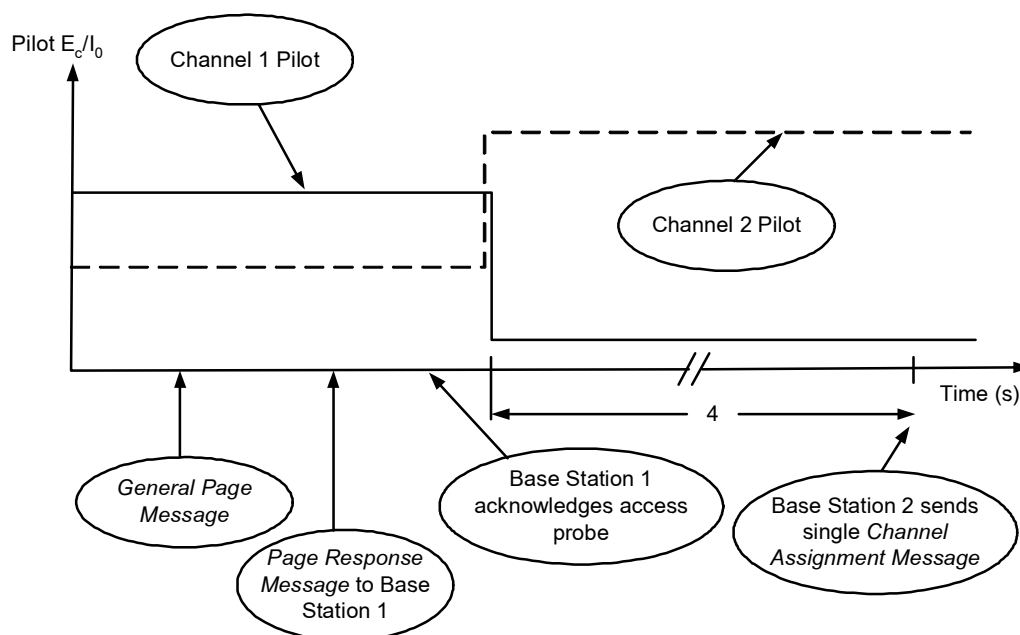 Pilot Ec/I0
Channel 1 Pilot
Channel 2 Pilot
Time (s)
4
General Page
Message
Page Response
Message to Base
Station 1
Base Station 1
acknowledges access
probe
Base Station 2 sends
single Channel
Assignment Message